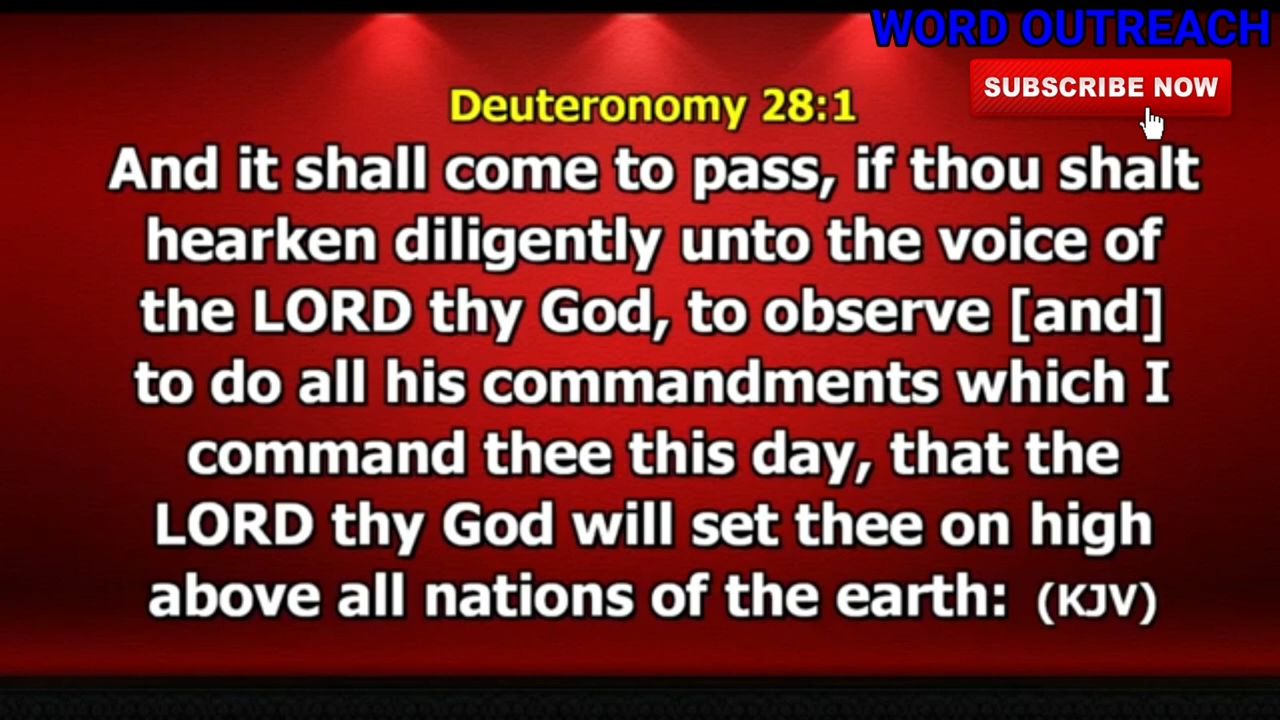 WORD OUTREACH
SUBSCRIBE NOW
Deuteronomy 28:1
And it shall come to pass, if thou shalt
hearken diligently unto the voice of
the LORD thy God, to observe [and]
to do all his commandments which I
command thee this day, that the
LORD thy God will set thee on high
above all nations of the earth: (KJV)